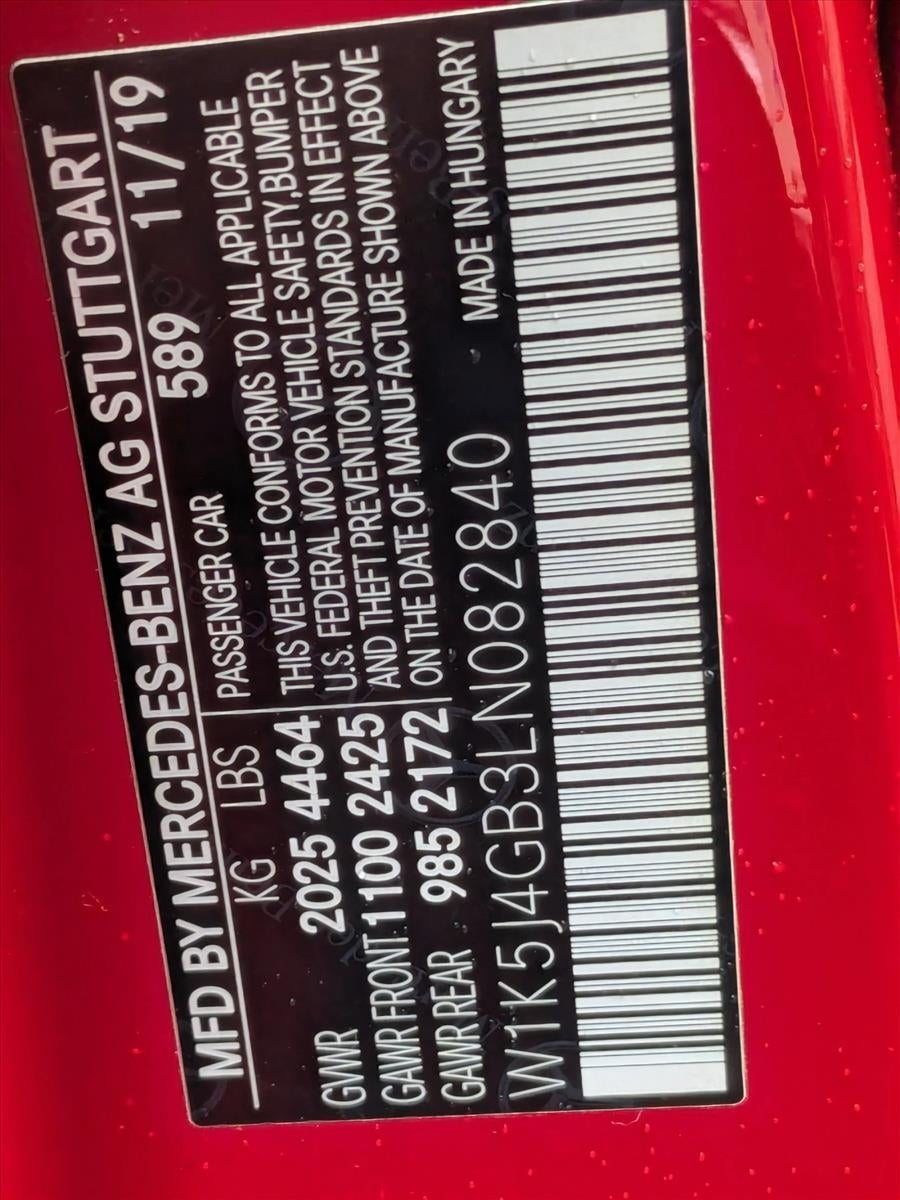 MFD BY MERCEDES-BENZ AG STUTTGART
589 11/19
KG LBS PASSENGER CAR
GVWR 2025 4464
GAWR FRONT 1100 2425
GAWR REAR 985 2172
THIS VEHICLE CONFORMS TO ALL APPLICABLE
U.S. FEDERAL MOTOR VEHICLE SAFETY,BUMPER
AND THEFT PREVENTION STANDARDS IN EFFECT
ON THE DATE OF MANUFACTURE SHOWN ABOVE
W1K5J4GB3LN082840 MADE IN HUNGARY